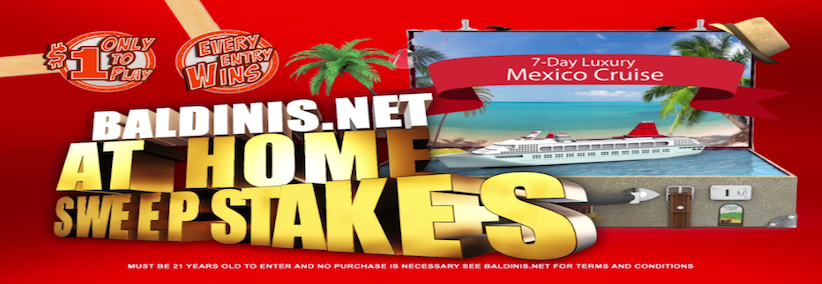 $1 ONLY TO PLAY
EVERY ENTRY WINS
7-Day Luxury
Mexico Cruise
BALDINIS.NET
AT HOME
SWEEPSTAKES
MUST BE 21 YEARS OLD TO ENTER AND NO PURCHASE IS NECESSARY SEE BALDINIS.NET FOR TERMS AND CONDITIONS